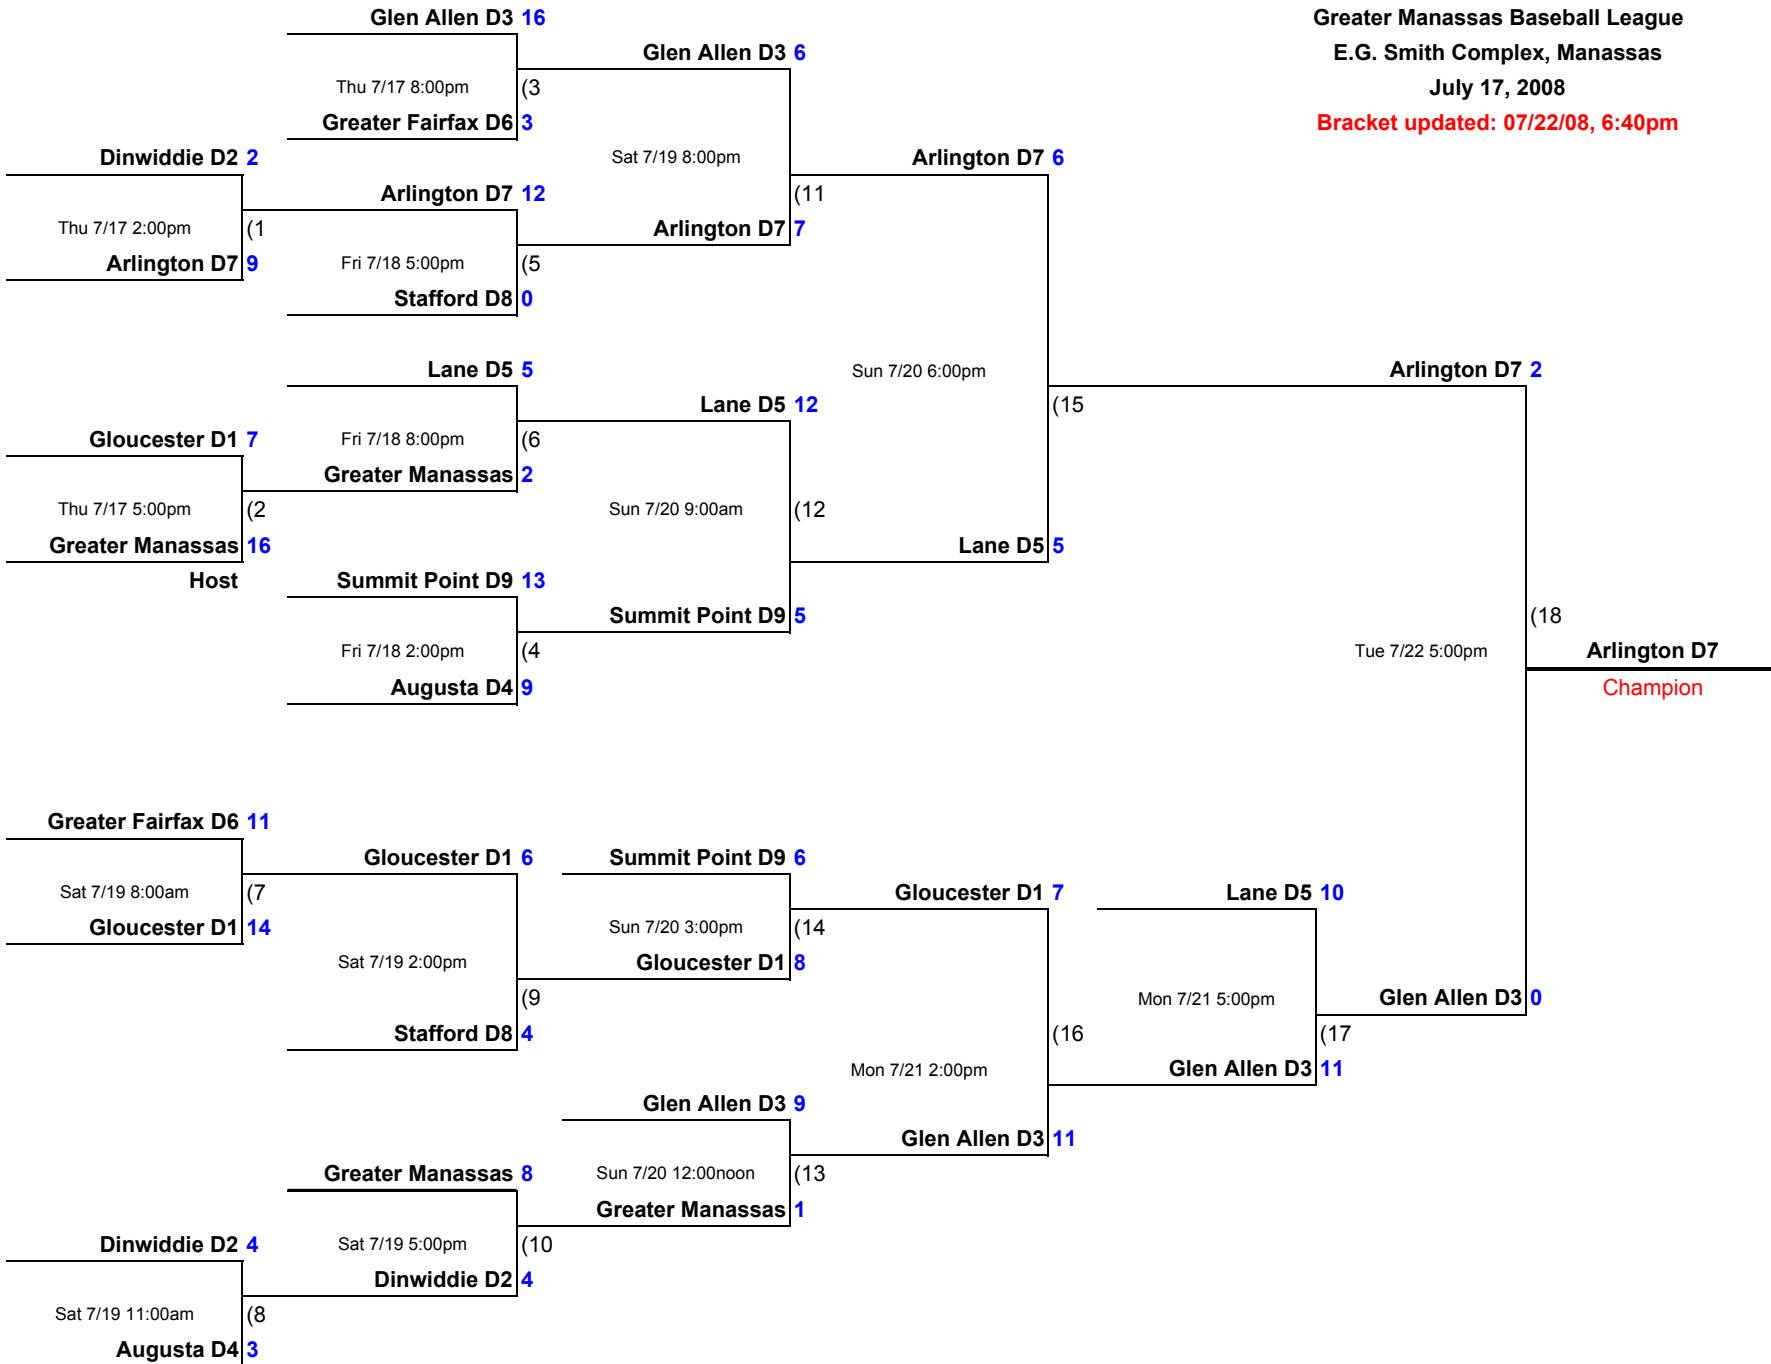 Glen Allen D3 16
Greater Manassas Baseball League
Glen Allen D3 6
E.G. Smith Complex, Manassas
Thu 7/17 8:00pm (3
July 17, 2008
Greater Fairfax D6 3
Bracket updated: 07/22/08, 6:40pm
Dinwiddie D2 2
Sat 7/19 8:00pm
Arlington D7 6
Arlington D7 12
(11
Thu 7/17 2:00pm (1
Arlington D7 7
Arlington D7 9
Fri 7/18 5:00pm (5
Stafford D8 0
Lane D5 5
Sun 7/20 6:00pm
Arlington D7 2
Lane D5 12
(15
Gloucester D1 7
Fri 7/18 8:00pm (6
Greater Manassas 2
Thu 7/17 5:00pm (2
Sun 7/20 9:00am (12
Greater Manassas 16
Lane D5 5
Host
Summit Point D9 13
Summit Point D9 5
(18
Fri 7/18 2:00pm (4
Tue 7/22 5:00pm
Arlington D7
Augusta D4 9
Champion
Greater Fairfax D6 11
Gloucester D1 6
Summit Point D9 6
Sat 7/19 8:00am (7
Gloucester D1 7
Lane D5 10
Gloucester D1 14
Sun 7/20 3:00pm (14
Sat 7/19 2:00pm
Gloucester D1 8
(9
Mon 7/21 5:00pm
Glen Allen D3 0
Stafford D8 4
(16
(17
Mon 7/21 2:00pm
Glen Allen D3 11
Glen Allen D3 9
Glen Allen D3 11
Greater Manassas 8
Sun 7/20 12:00noon (13
Greater Manassas 1
Dinwiddie D2 4
Sat 7/19 5:00pm (10
Dinwiddie D2 4
Sat 7/19 11:00am (8
Augusta D4 3